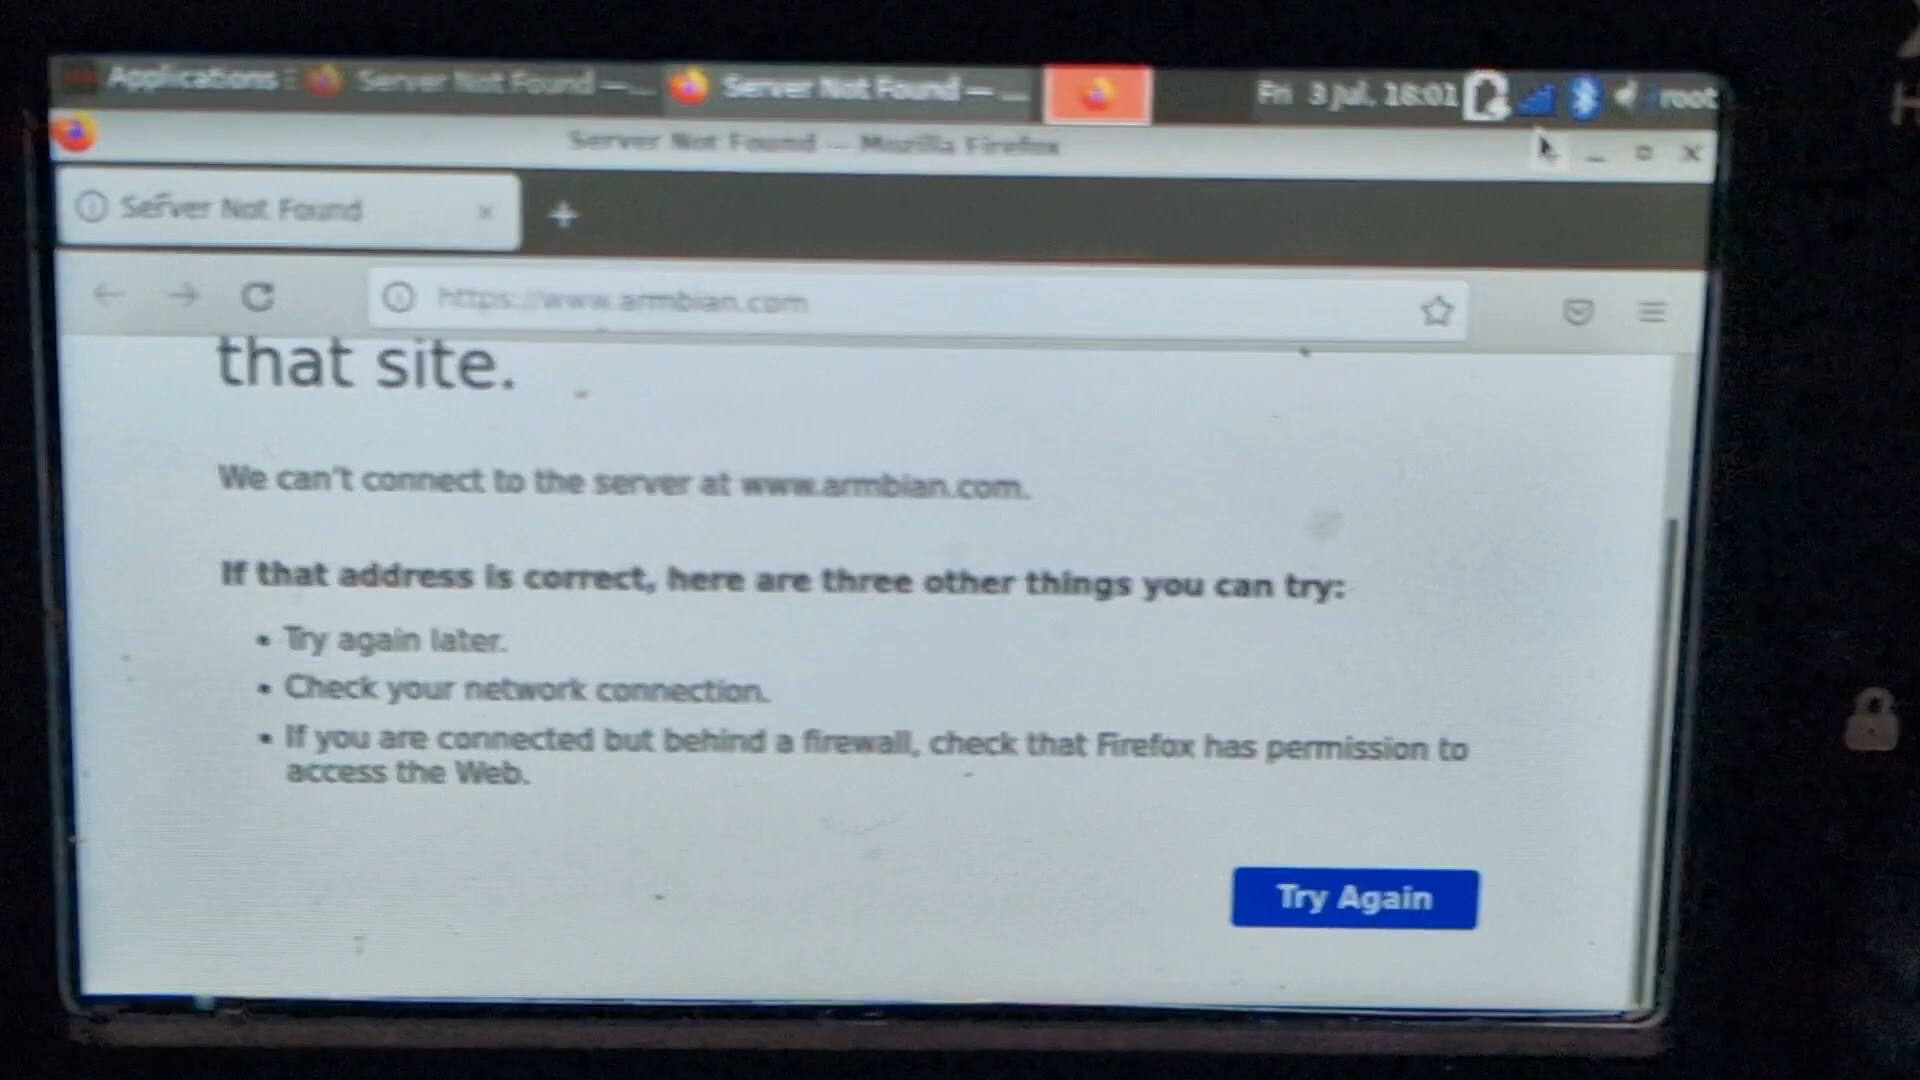 Applications Server Not Found —... Server Not Found — ... Fri 3 Jul, 18:01 root
Server Not Found — Mozilla Firefox
Server Not Found
https://www.armbian.com
that site.
We can't connect to the server at www.armbian.com.
If that address is correct, here are three other things you can try:
• Try again later.
• Check your network connection.
• If you are connected but behind a firewall, check that Firefox has permission to
access the Web.
Try Again